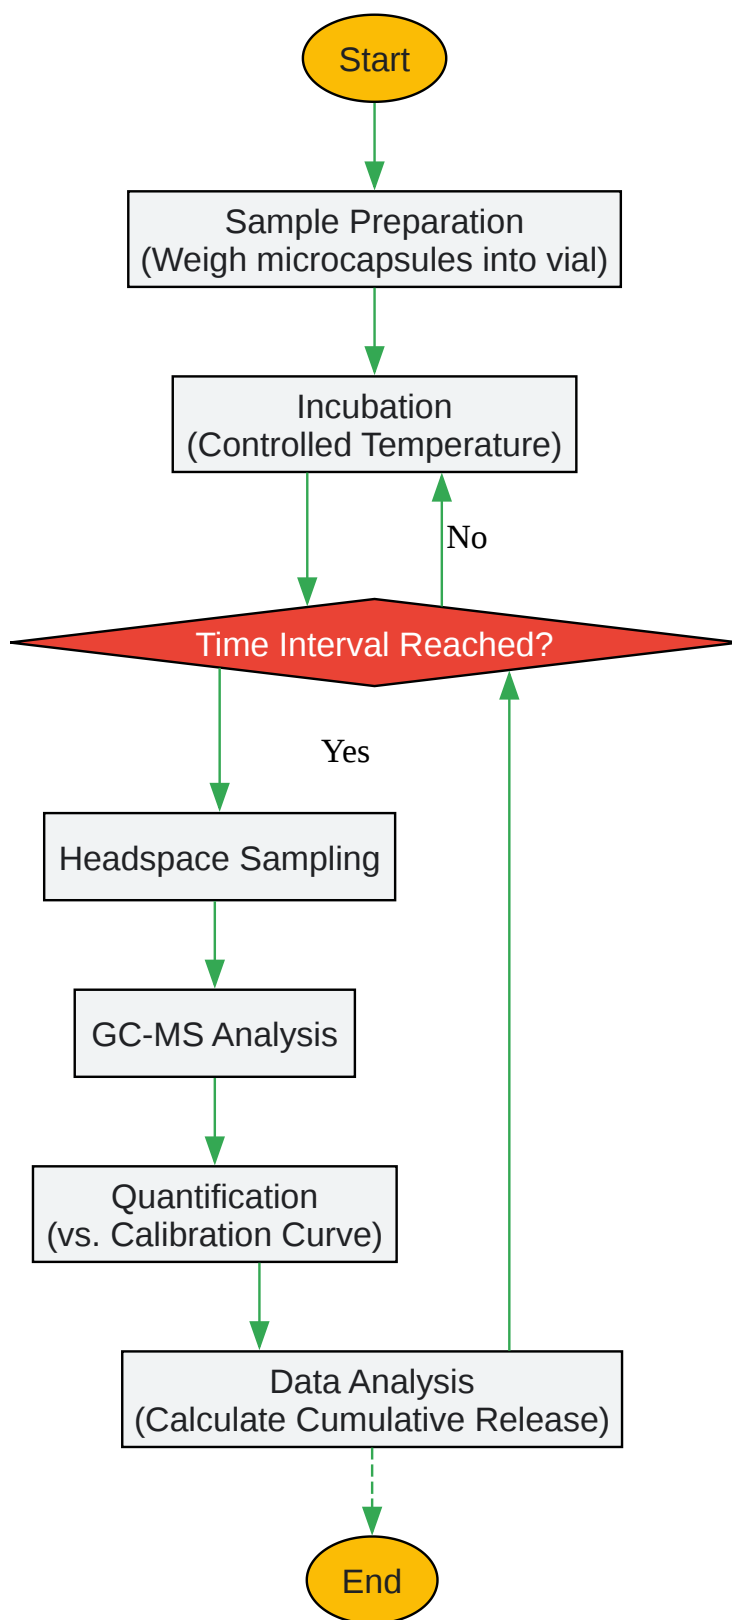 Start
Sample Preparation
(Weigh microcapsules into vial)
Incubation
(Controlled Temperature)
No
Time Interval Reached?
Yes
Headspace Sampling
GC-MS Analysis
Quantification
(vs. Calibration Curve)
Data Analysis
(Calculate Cumulative Release)
End